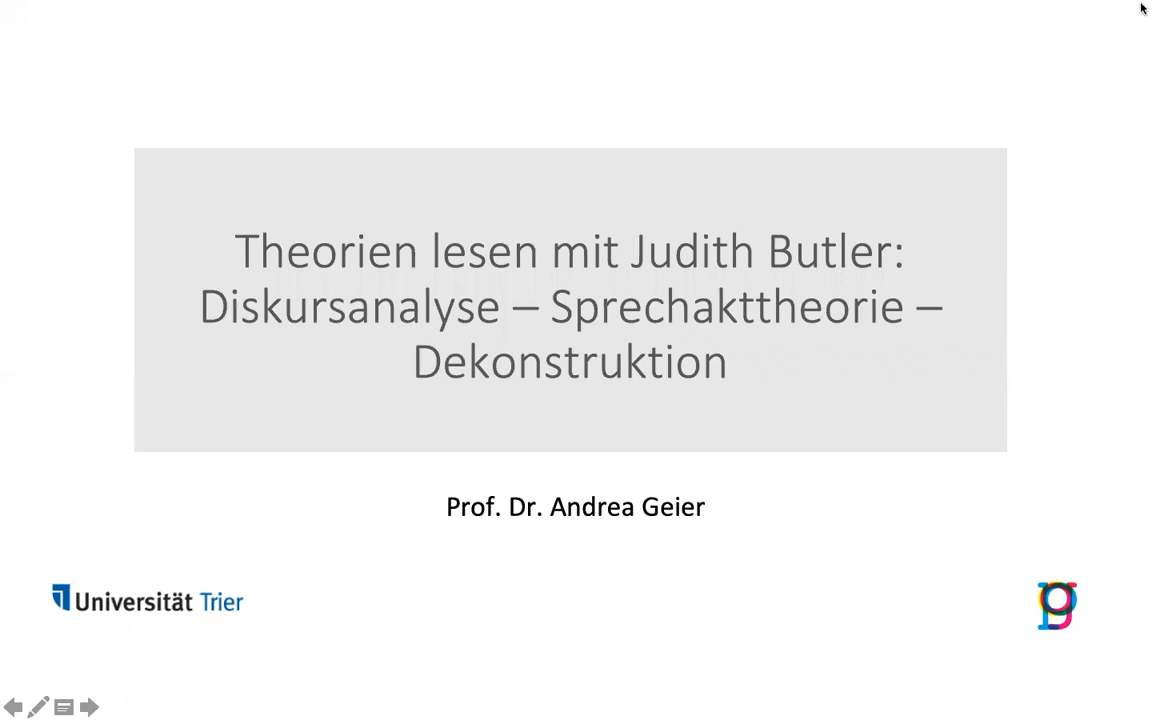 Theorien lesen mit Judith Butler:
Diskursanalyse – Sprechakttheorie –
Dekonstruktion
Prof. Dr. Andrea Geier
Universität Trier